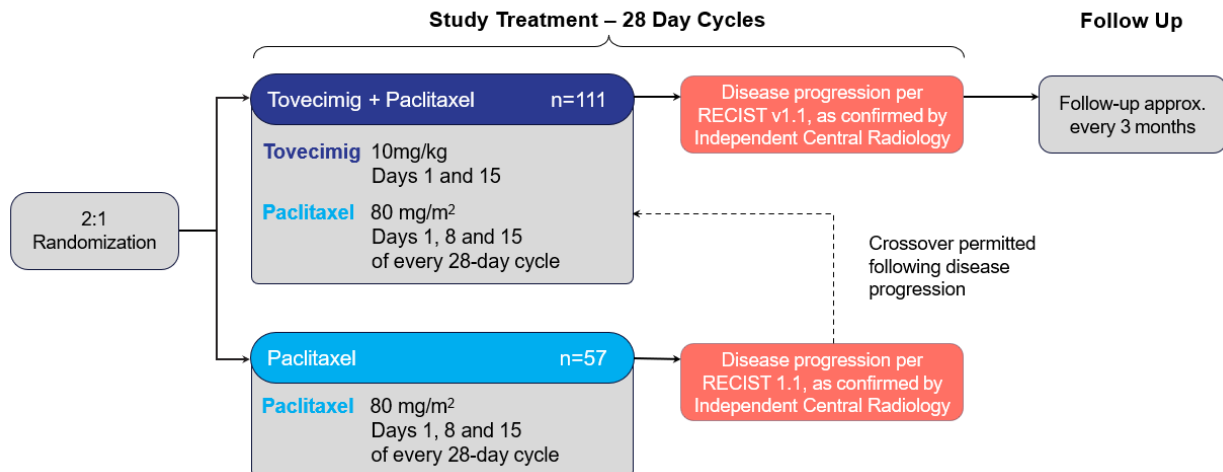 Study Treatment – 28 Day Cycles
Follow Up
Tovecimig + Paclitaxel n=111
Tovecimig 10mg/kg
Days 1 and 15
Paclitaxel 80 mg/m²
Days 1, 8 and 15
of every 28-day cycle
Disease progression per
RECIST v1.1, as confirmed by
Independent Central Radiology
Follow-up approx.
every 3 months
2:1
Randomization
Crossover permitted
following disease
progression
Paclitaxel n=57
Paclitaxel 80 mg/m²
Days 1, 8 and 15
of every 28-day cycle
Disease progression per
RECIST 1.1, as confirmed by
Independent Central Radiology